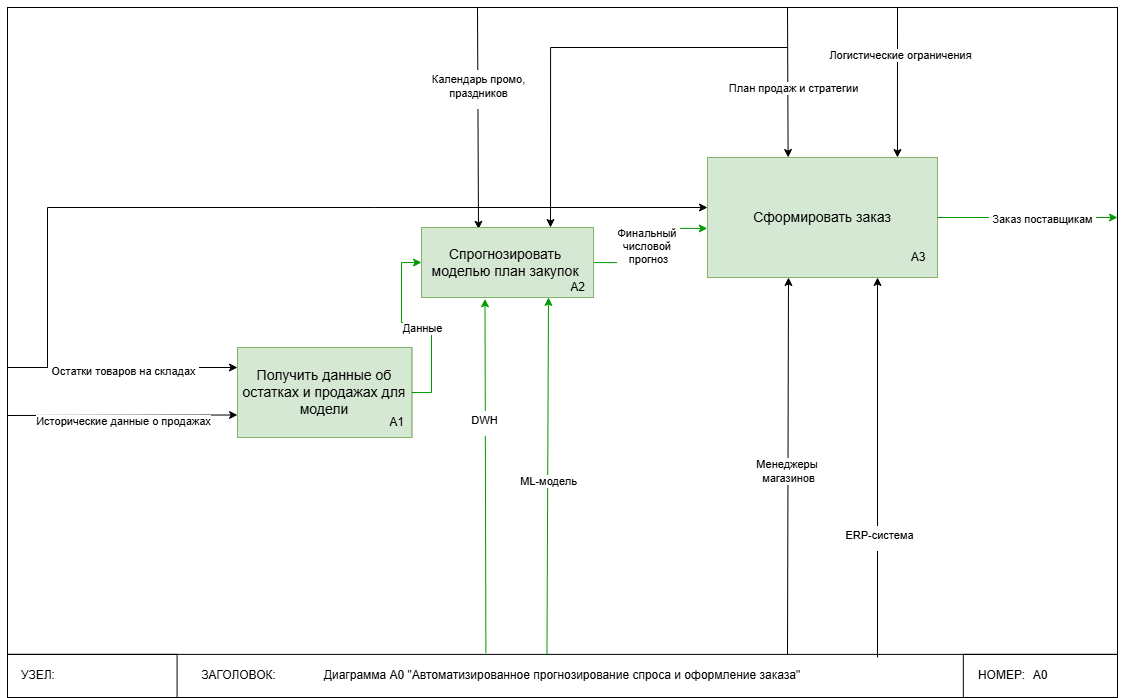 Логистические ограничения
Календарь промо,
праздников
План продаж и стратегии
Сформировать заказ
A3
Заказ поставщикам
Финальный
числовой
прогноз
Спрогнозировать
моделью план закупок
A2
Данные
Остатки товаров на складах
Получить данные об
остатках и продажах для
модели
A1
Исторические данные о продажах
DWH
ML-модель
Менеджеры
магазинов
ERP-система
УЗЕЛ:
ЗАГОЛОВОК:
Диаграмма A0 "Автоматизированное прогнозирование спроса и оформление заказа"
НОМЕР: A0